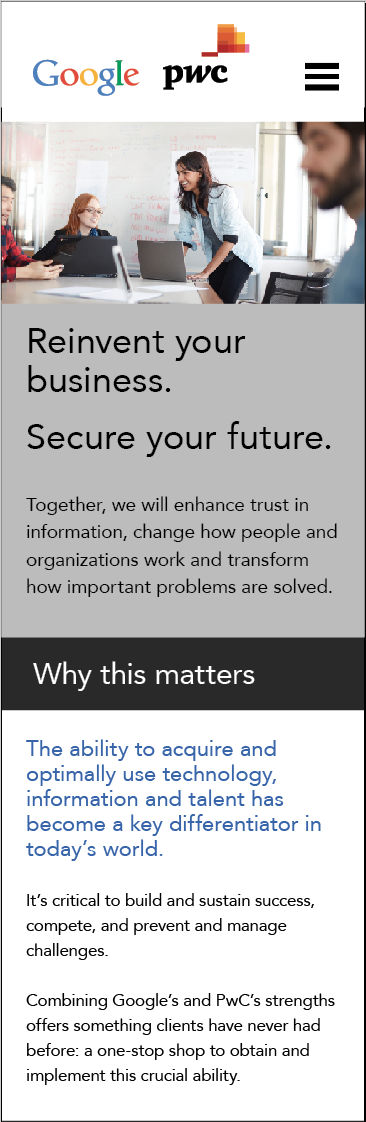 Google pwc
Reinvent your
business.
Secure your future.
Together, we will enhance trust in
information, change how people and
organizations work and transform
how important problems are solved.
Why this matters
The ability to acquire and
optimally use technology,
information and talent has
become a key differentiator in
today’s world.
It’s critical to build and sustain success,
compete, and prevent and manage
challenges.
Combining Google’s and PwC’s strengths
offers something clients have never had
before: a one-stop shop to obtain and
implement this crucial ability.